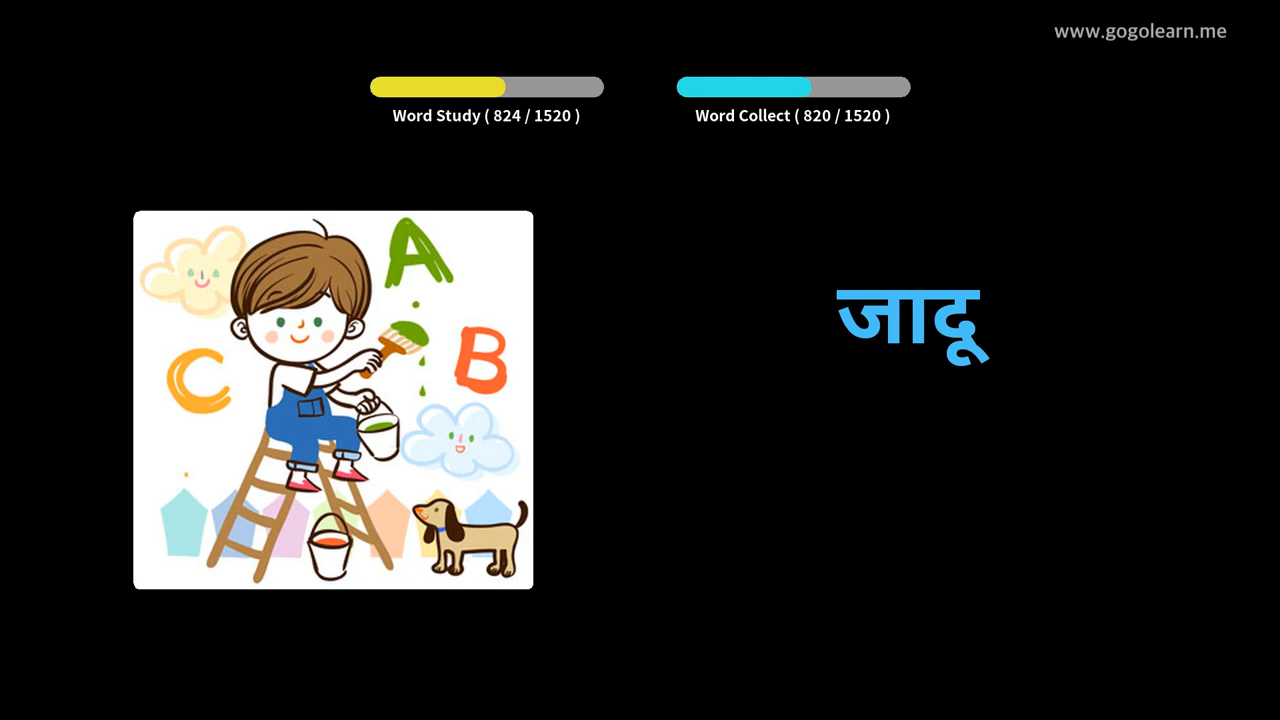 www.gogolearn.me
Word Study ( 824 / 1520 )
Word Collect ( 820 / 1520 )
A
B
C
जादू